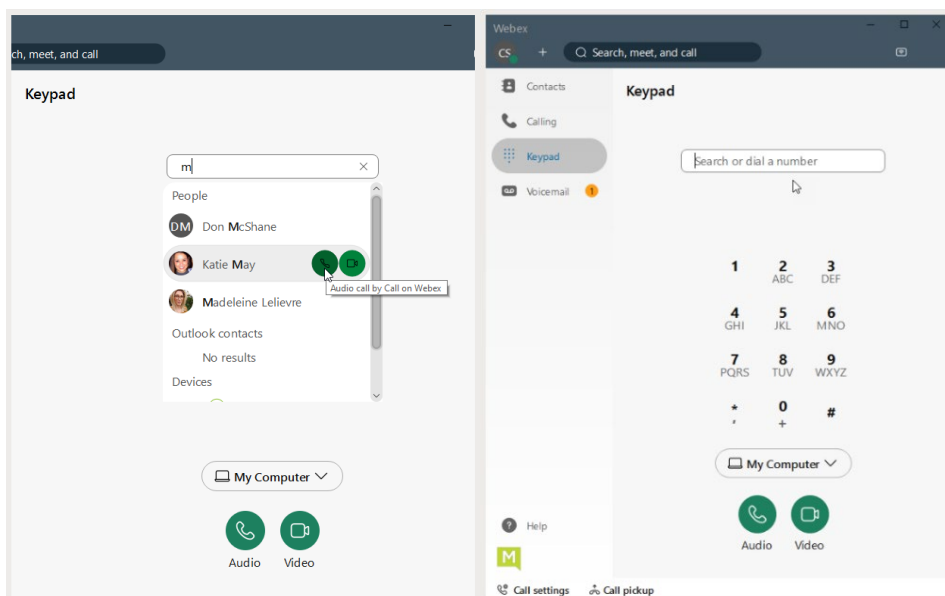 ch, meet, and call
Keypad
m
People
DM Don McShane
Katie May
Audio call by Call on Webex
Madeleine Lelievre
Outlook contacts
No results
Devices
My Computer
Audio Video
Webex
CS + Search, meet, and call
Contacts
Calling
Keypad
Voicemail 1
Help
M
Call settings Call pickup
Keypad
Search or dial a number
1 2 3
ABC DEF
4 5 6
GHI JKL MNO
7 8 9
PQRS TUV WXYZ
* 0 #
, +
My Computer
Audio Video